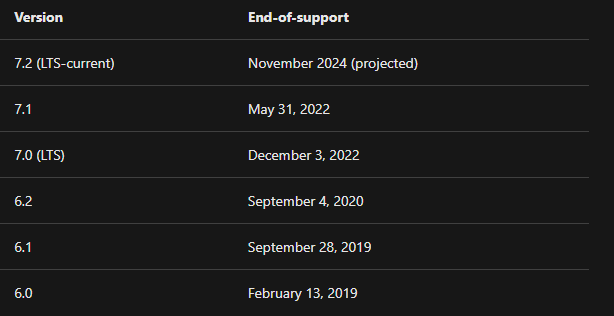 Version End-of-support
7.2 (LTS-current) November 2024 (projected)
7.1 May 31, 2022
7.0 (LTS) December 3, 2022
6.2 September 4, 2020
6.1 September 28, 2019
6.0 February 13, 2019